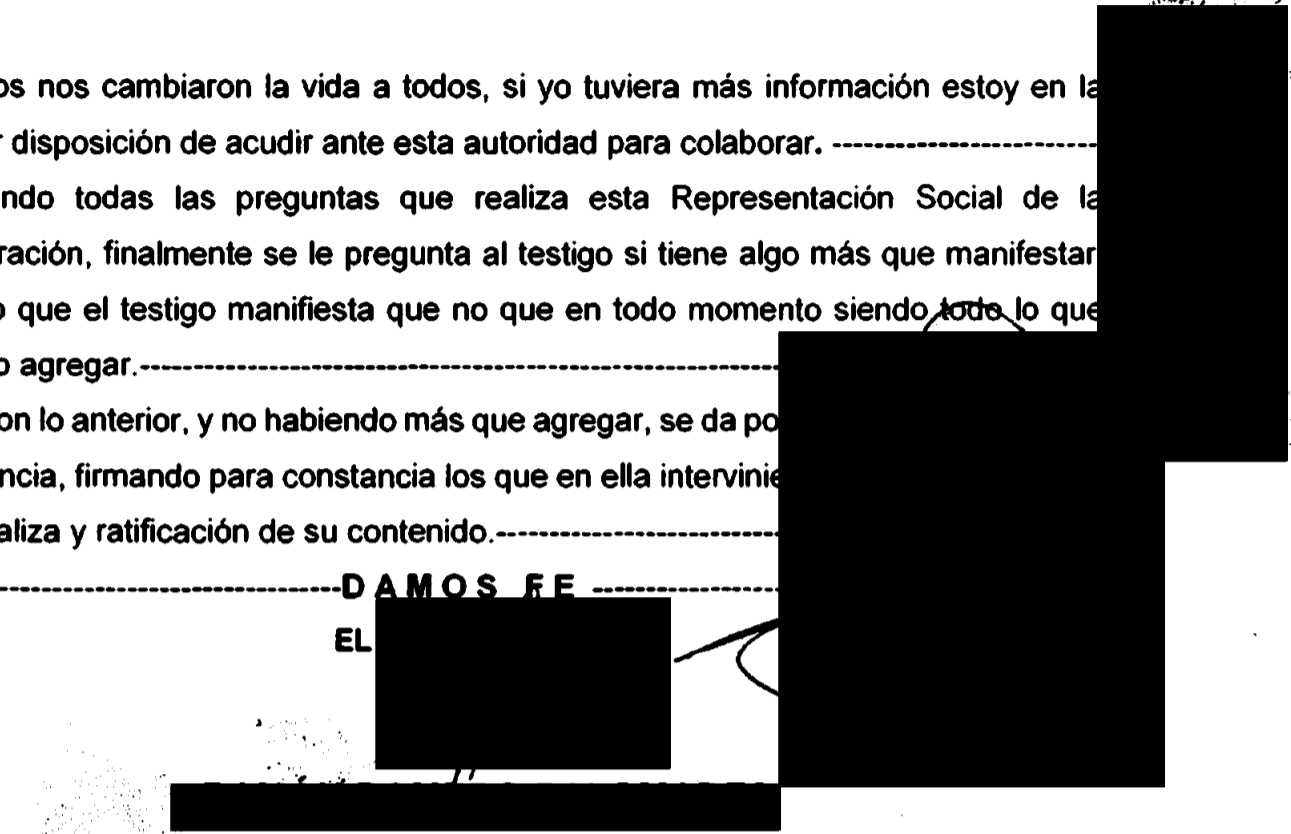 os nos cambiaron la vida a todos, si yo tuviera más información estoy en la
r disposición de acudir ante esta autoridad para colaborar. -------------------------
ndo todas las preguntas que realiza esta Representación Social de la
ración, finalmente se le pregunta al testigo si tiene algo más que manifestar
o que el testigo manifiesta que no que en todo momento siendo todo lo que
o agregar.------------------------------------------------------------
on lo anterior, y no habiendo más que agregar, se da po
ncia, firmando para constancia los que en ella intervinie
aliza y ratificación de su contenido.--------------------------
--------------------------------D A M O S  F E -----------------
EL